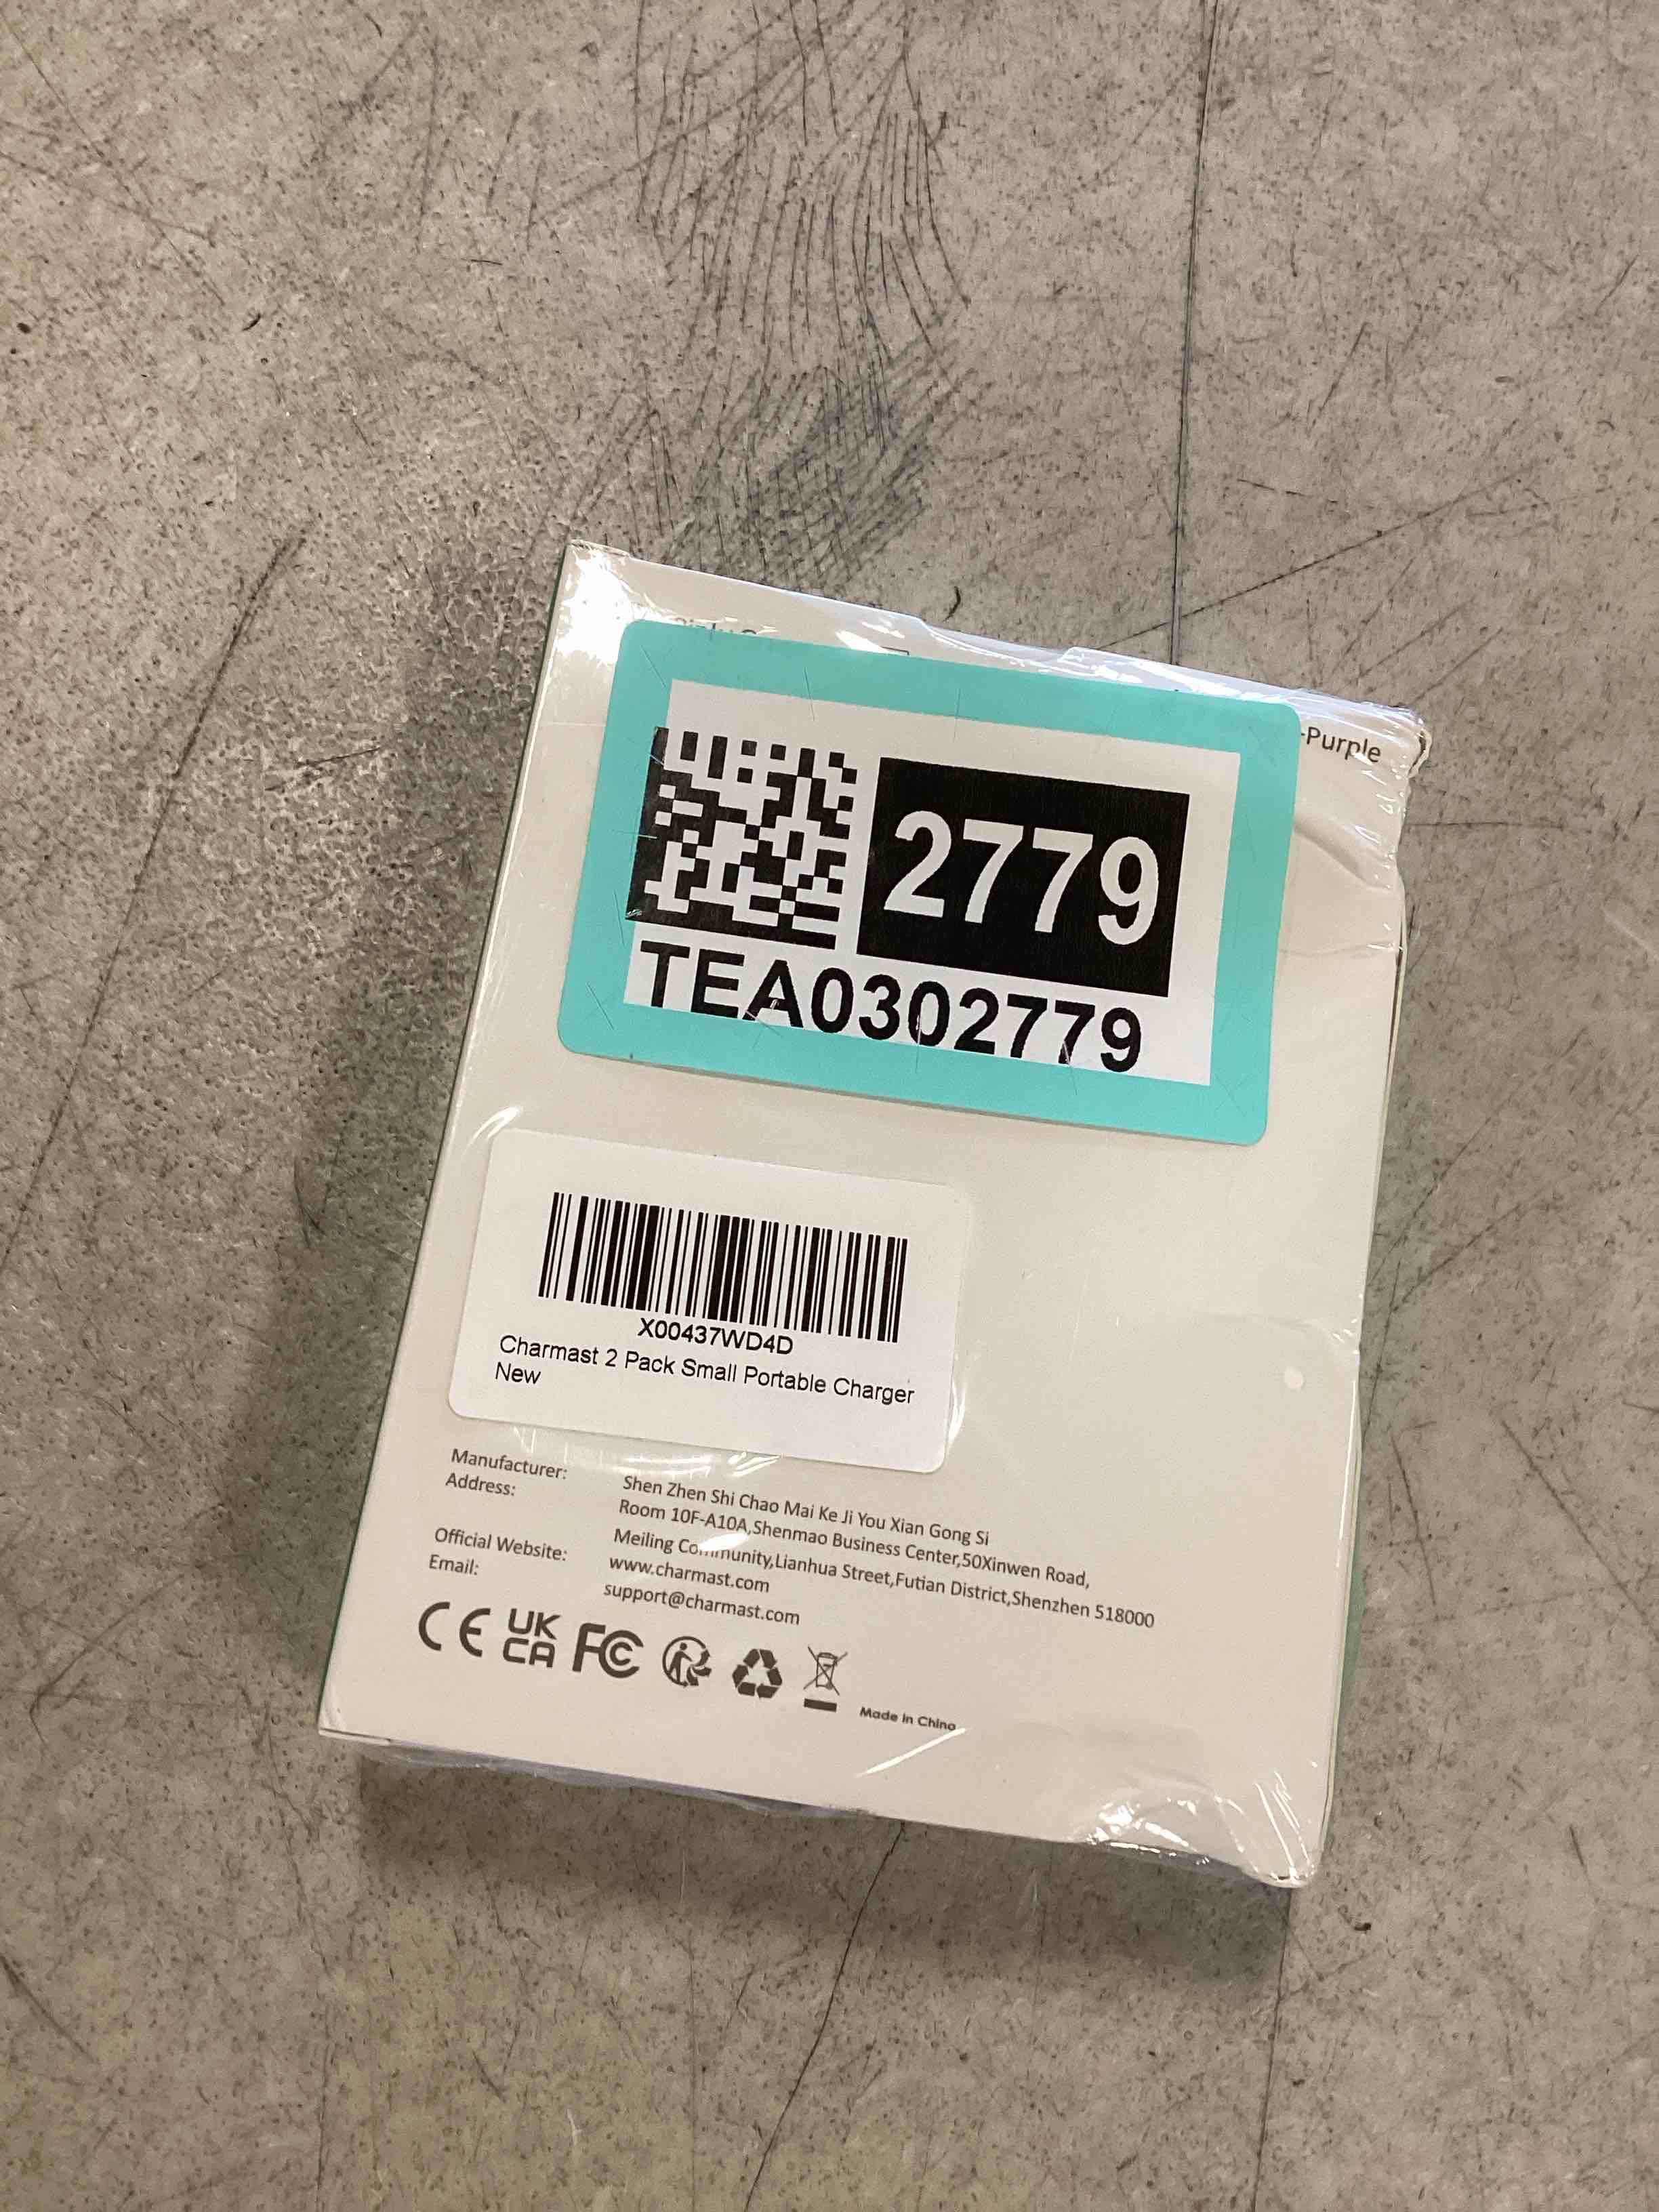 -Purple
2779
TEA0302779
X00437WD4D
Charmast 2 Pack Small Portable Charger
New
Manufacturer: Shen Zhen Shi Chao Mai Ke Ji You Xian Gong Si
Address: Room 10F-A10A,Shenmao Business Center,50Xinwen Road,
Meiling Community,Lianhua Street,Futian District,Shenzhen 518000
Official Website: www.charmast.com
Email: support@charmast.com
CE UK CA FC
Made in China